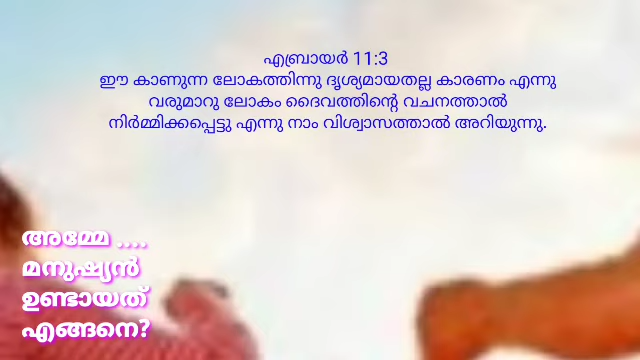 എബ്രായർ 11:3
ഈ കാണുന്ന ലോകത്തിന്നു ദൃശ്യമായതല്ല കാരണം എന്നു
വരുമാറു ലോകം ദൈവത്തിന്റെ വചനത്താൽ
നിർമ്മിക്കപ്പെട്ടു എന്നു നാം വിശ്വാസത്താൽ അറിയുന്നു.
അമ്മേ ....
മനുഷ്യൻ
ഉണ്ടായത്
എങ്ങനെ?